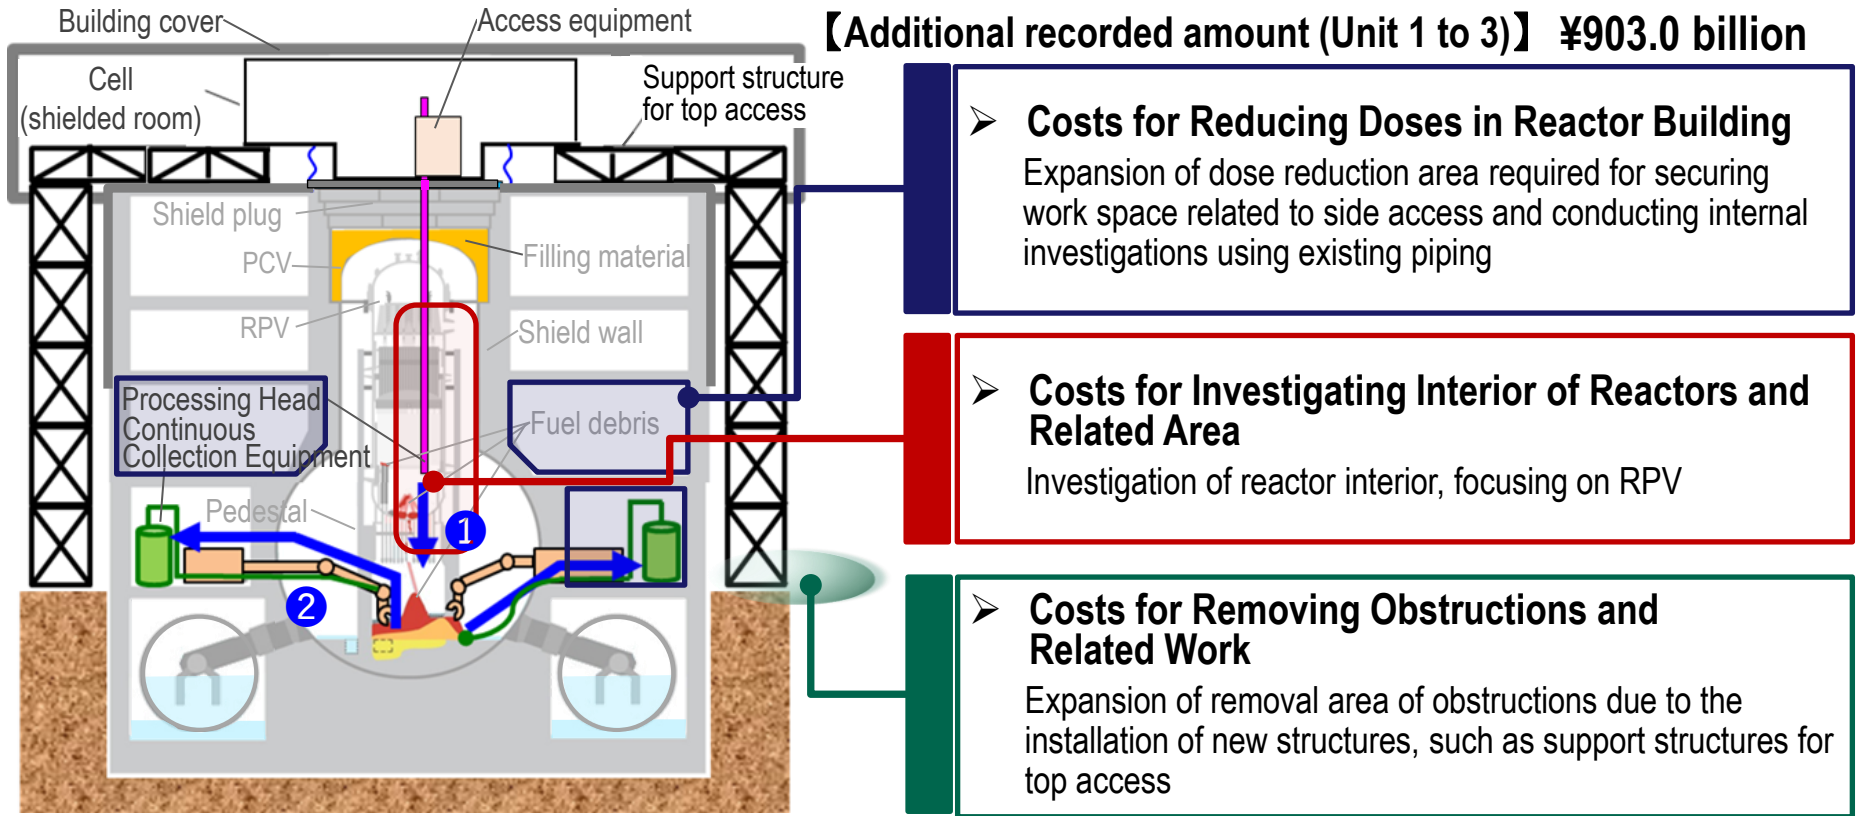 Building cover
Access equipment
【Additional recorded amount (Unit 1 to 3)】 ¥903.0 billion
Cell
(shielded room)
Support structure
for top access
Shield plug
PCV
Filling material
RPV
Shield wall
Processing Head
Continuous
Collection Equipment
Fuel debris
Pedestal
1
2
➢ Costs for Reducing Doses in Reactor Building
Expansion of dose reduction area required for securing
work space related to side access and conducting internal
investigations using existing piping
➢ Costs for Investigating Interior of Reactors and
Related Area
Investigation of reactor interior, focusing on RPV
➢ Costs for Removing Obstructions and
Related Work
Expansion of removal area of obstructions due to the
installation of new structures, such as support structures for
top access